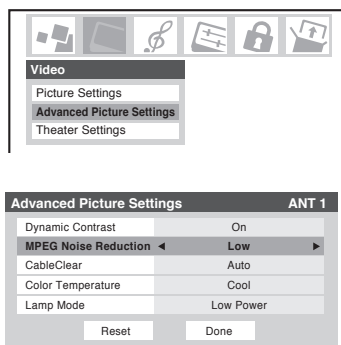 Video
Picture Settings
Advanced Picture Settings
Theater Settings
Advanced Picture Settings ANT 1
Dynamic Contrast On
MPEG Noise Reduction Low
CableClear Auto
Color Temperature Cool
Lamp Mode Low Power
Reset Done